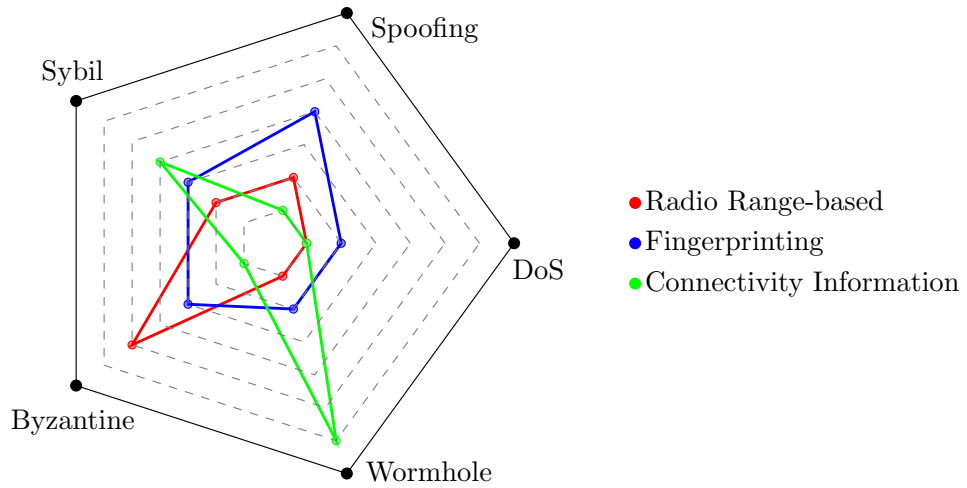 Spoofing
Sybil
Radio Range-based
Fingerprinting
DoS
Connectivity Information
Byzantine
Wormhole